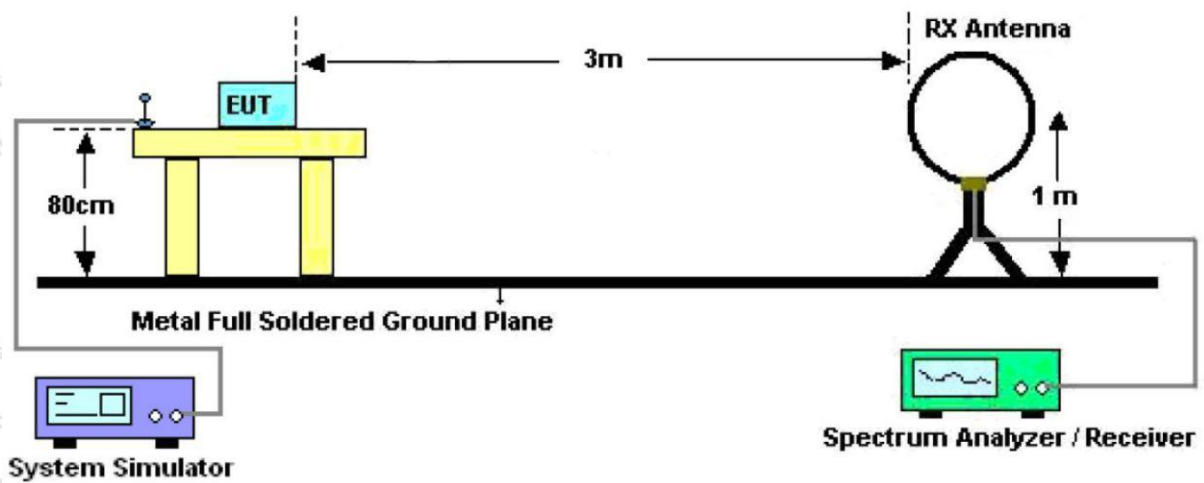 RX Antenna
3m
EUT
80cm
1 m
Metal Full Soldered Ground Plane
System Simulator
Spectrum Analyzer / Receiver